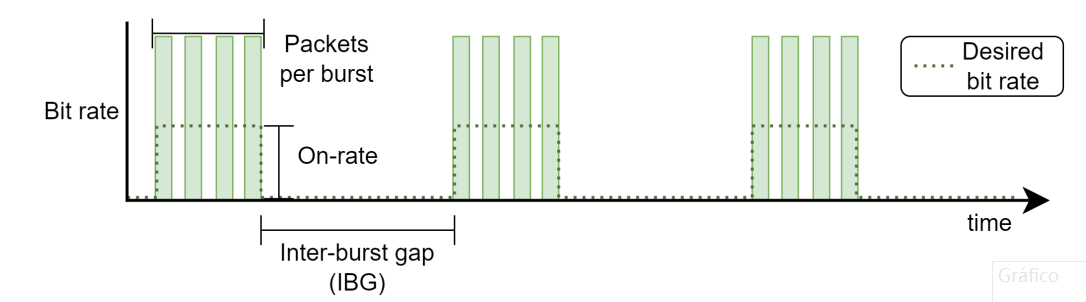 Packets
per burst
Desired
bit rate
Bit rate
On-rate
time
Inter-burst gap
(IBG)
Gráfico